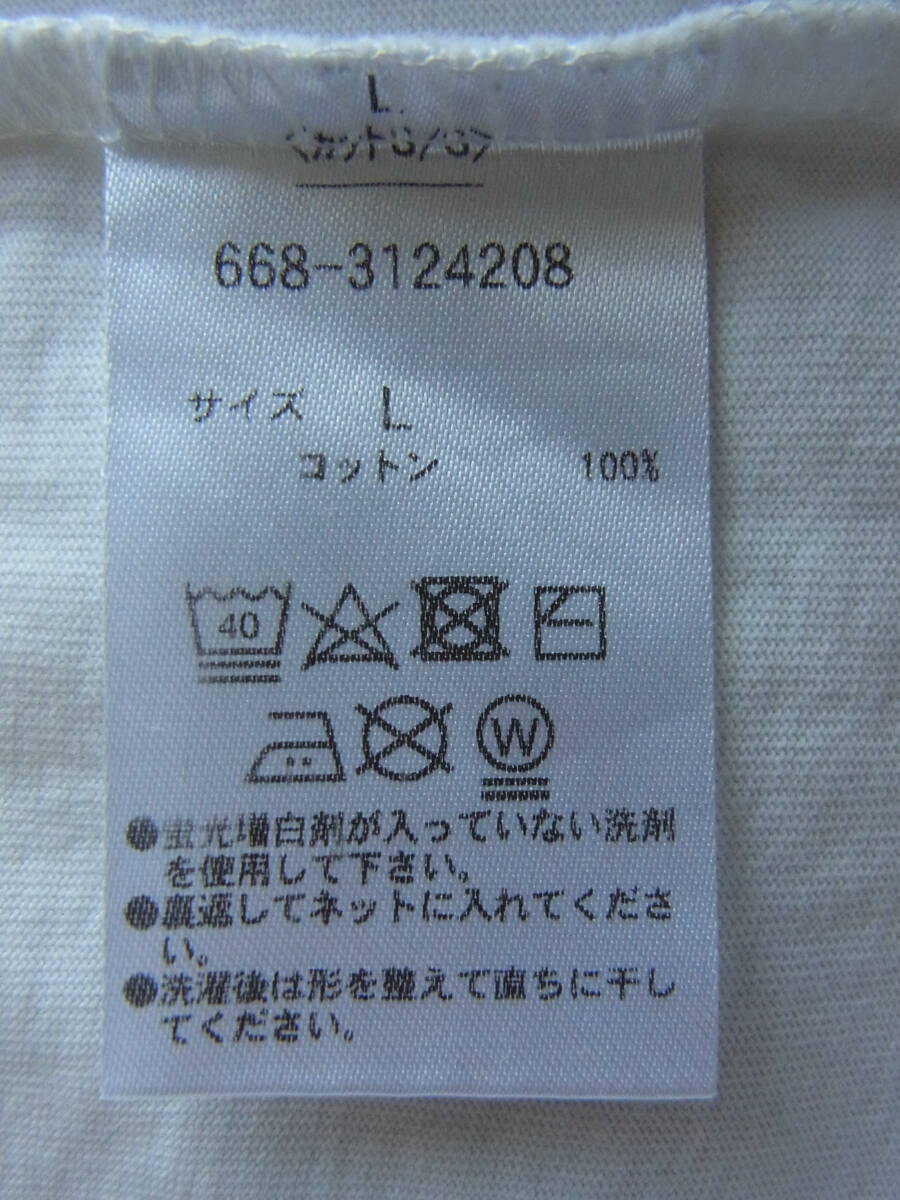 L
〈カットS/S〉
668-3124208
サイズ L
コットン 100%
40
W
●蛍光増白剤が入っていない洗剤
を使用して下さい。
●裏返してネットに入れてくださ
い。
●洗濯後は形を整えて直ちに干し
てください。